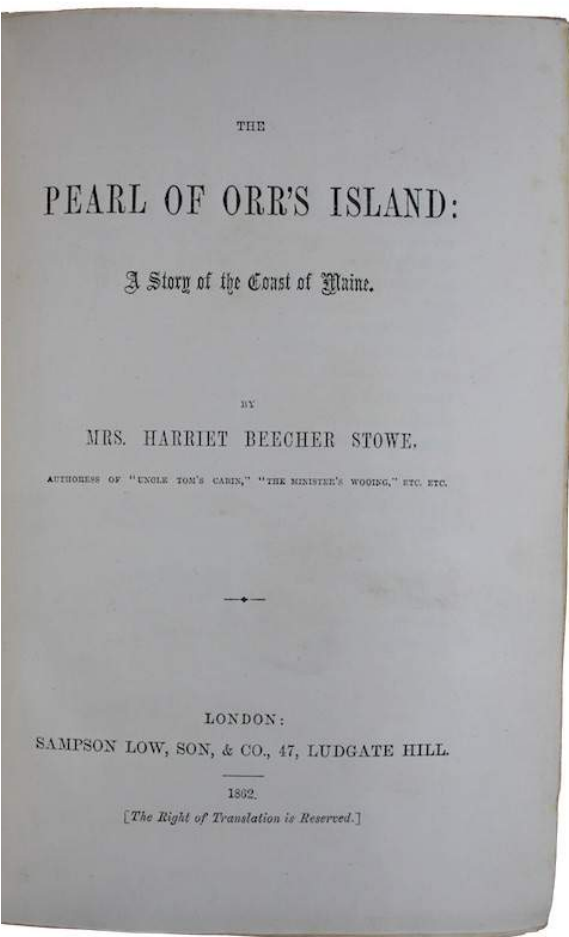 THE
PEARL OF ORR'S ISLAND:
A Story of the Coast of Maine.
BY
MRS. HARRIET BEECHER STOWE,
AUTHORESS OF "UNCLE TOM'S CABIN," "THE MINISTER'S WOOING," ETC. ETC.
LONDON:
SAMPSON LOW, SON, & CO., 47, LUDGATE HILL.
1862.
[The Right of Translation is Reserved.]